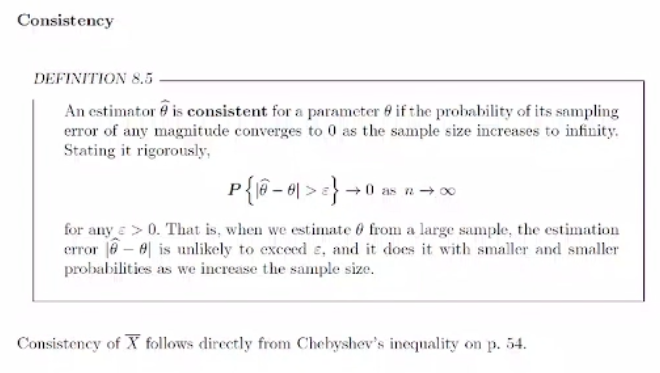 Consistency
DEFINITION 8.5
An estimator θ̂ is consistent for a parameter θ if the probability of its sampling
error of any magnitude converges to 0 as the sample size increases to infinity.
Stating it rigorously,
P{|θ̂ − θ| > ε} → 0 as n → ∞
for any ε > 0. That is, when we estimate θ from a large sample, the estimation
error |θ̂ − θ| is unlikely to exceed ε, and it does it with smaller and smaller
probabilities as we increase the sample size.
Consistency of X̅ follows directly from Chebyshev's inequality on p. 54.